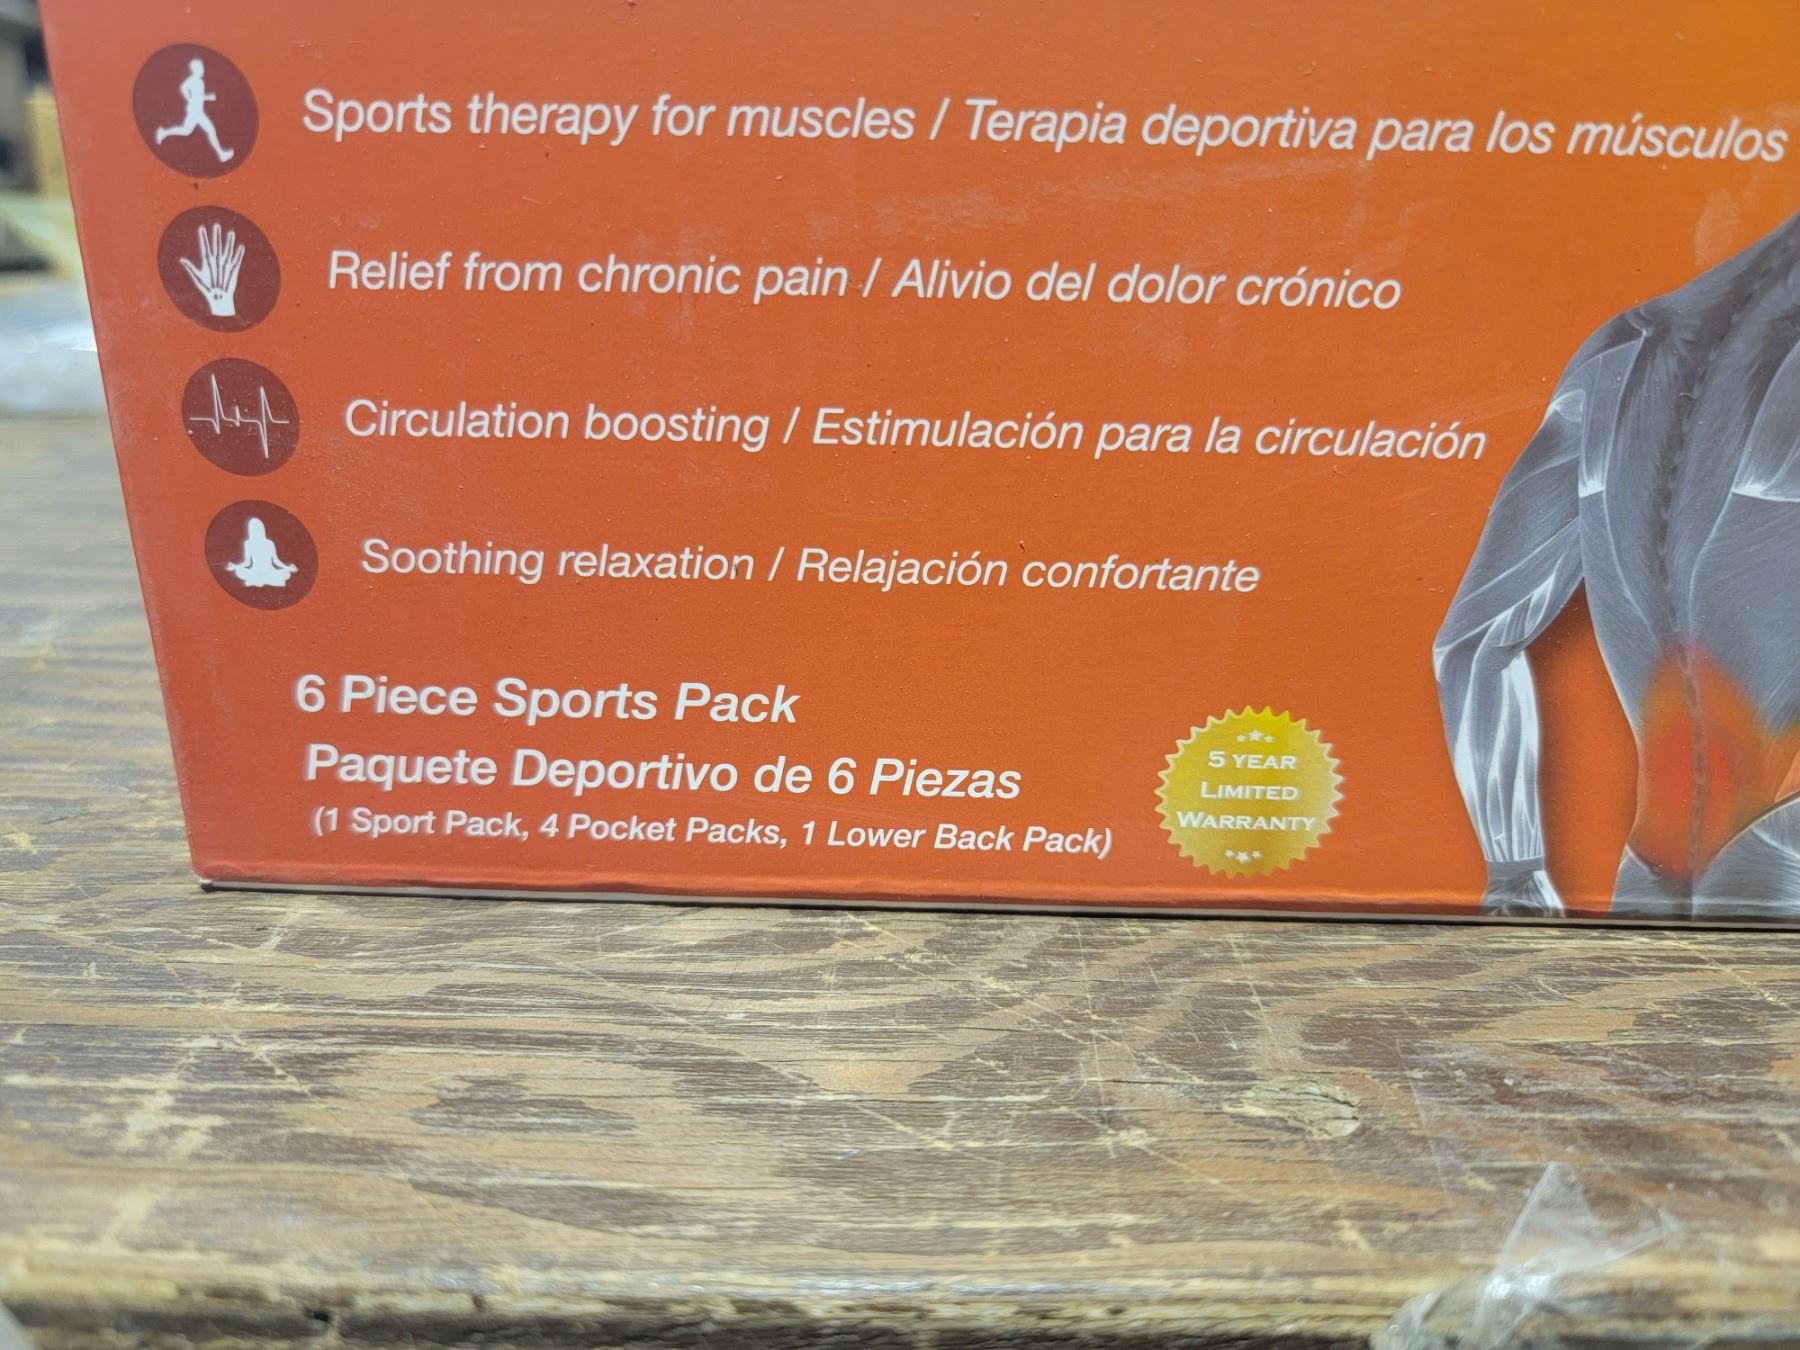 Sports therapy for muscles / Terapia deportiva para los músculos
Relief from chronic pain / Alivio del dolor crónico
Circulation boosting / Estimulación para la circulación
Soothing relaxation / Relajación confortante
6 Piece Sports Pack
Paquete Deportivo de 6 Piezas
(1 Sport Pack, 4 Pocket Packs, 1 Lower Back Pack)
5 YEAR
LIMITED
WARRANTY